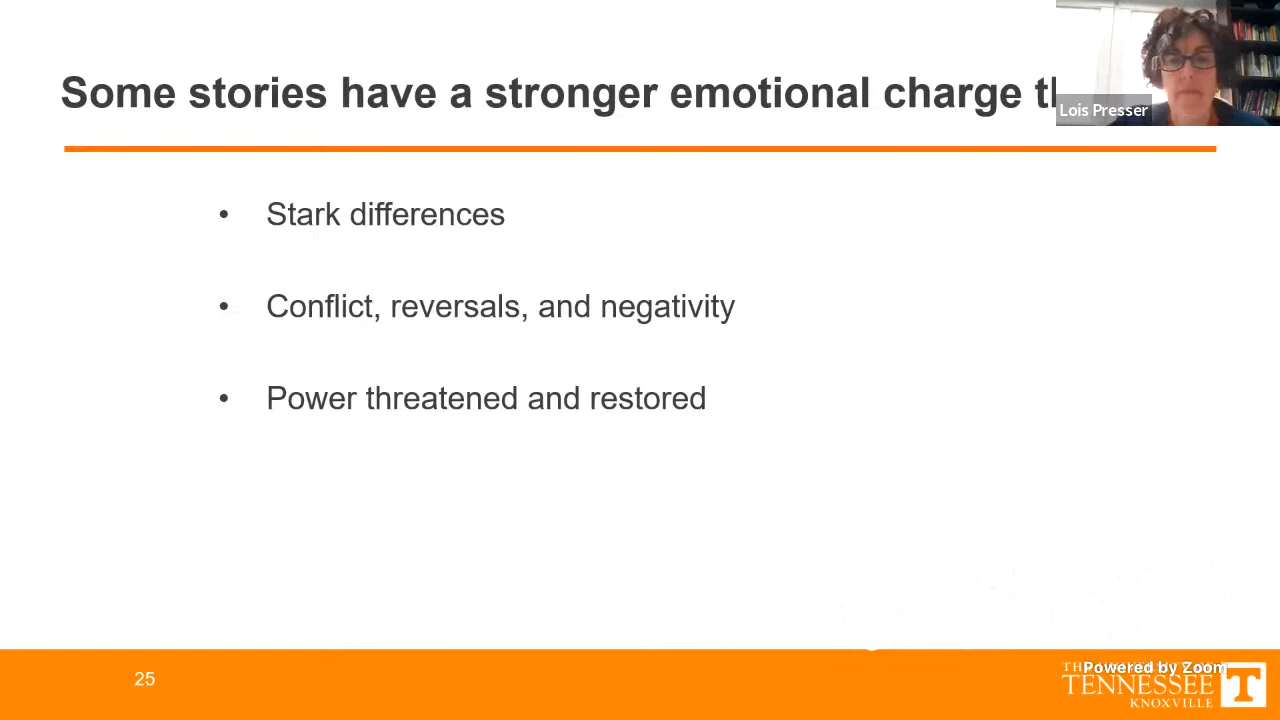 Some stories have a stronger emotional charge
Lois Presser
• Stark differences
• Conflict, reversals, and negativity
• Power threatened and restored
25
Powered by Zoom
TENNESSEE
KNOXVILLE
T